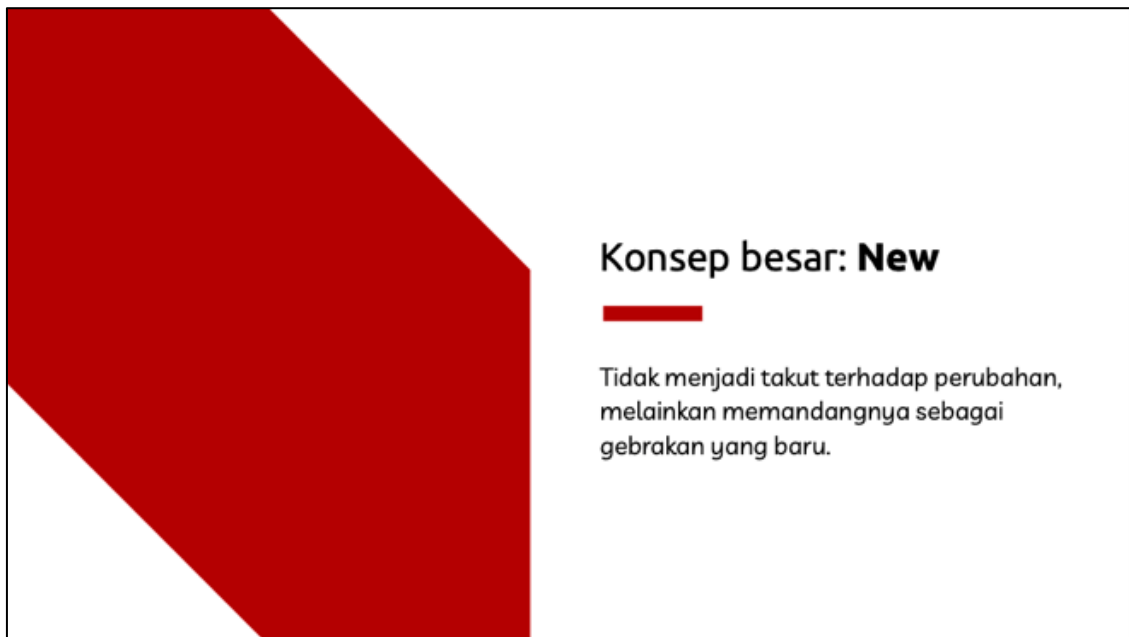 Konsep besar: New
Tidak menjadi takut terhadap perubahan,
melainkan memandangnya sebagai
gebrakan yang baru.